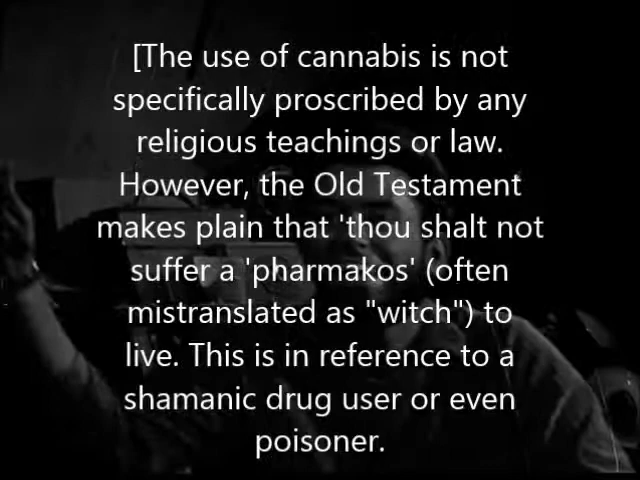 [The use of cannabis is not
specifically proscribed by any
religious teachings or law.
However, the Old Testament
makes plain that 'thou shalt not
suffer a 'pharmakos' (often
mistranslated as "witch") to
live. This is in reference to a
shamanic drug user or even
poisoner.